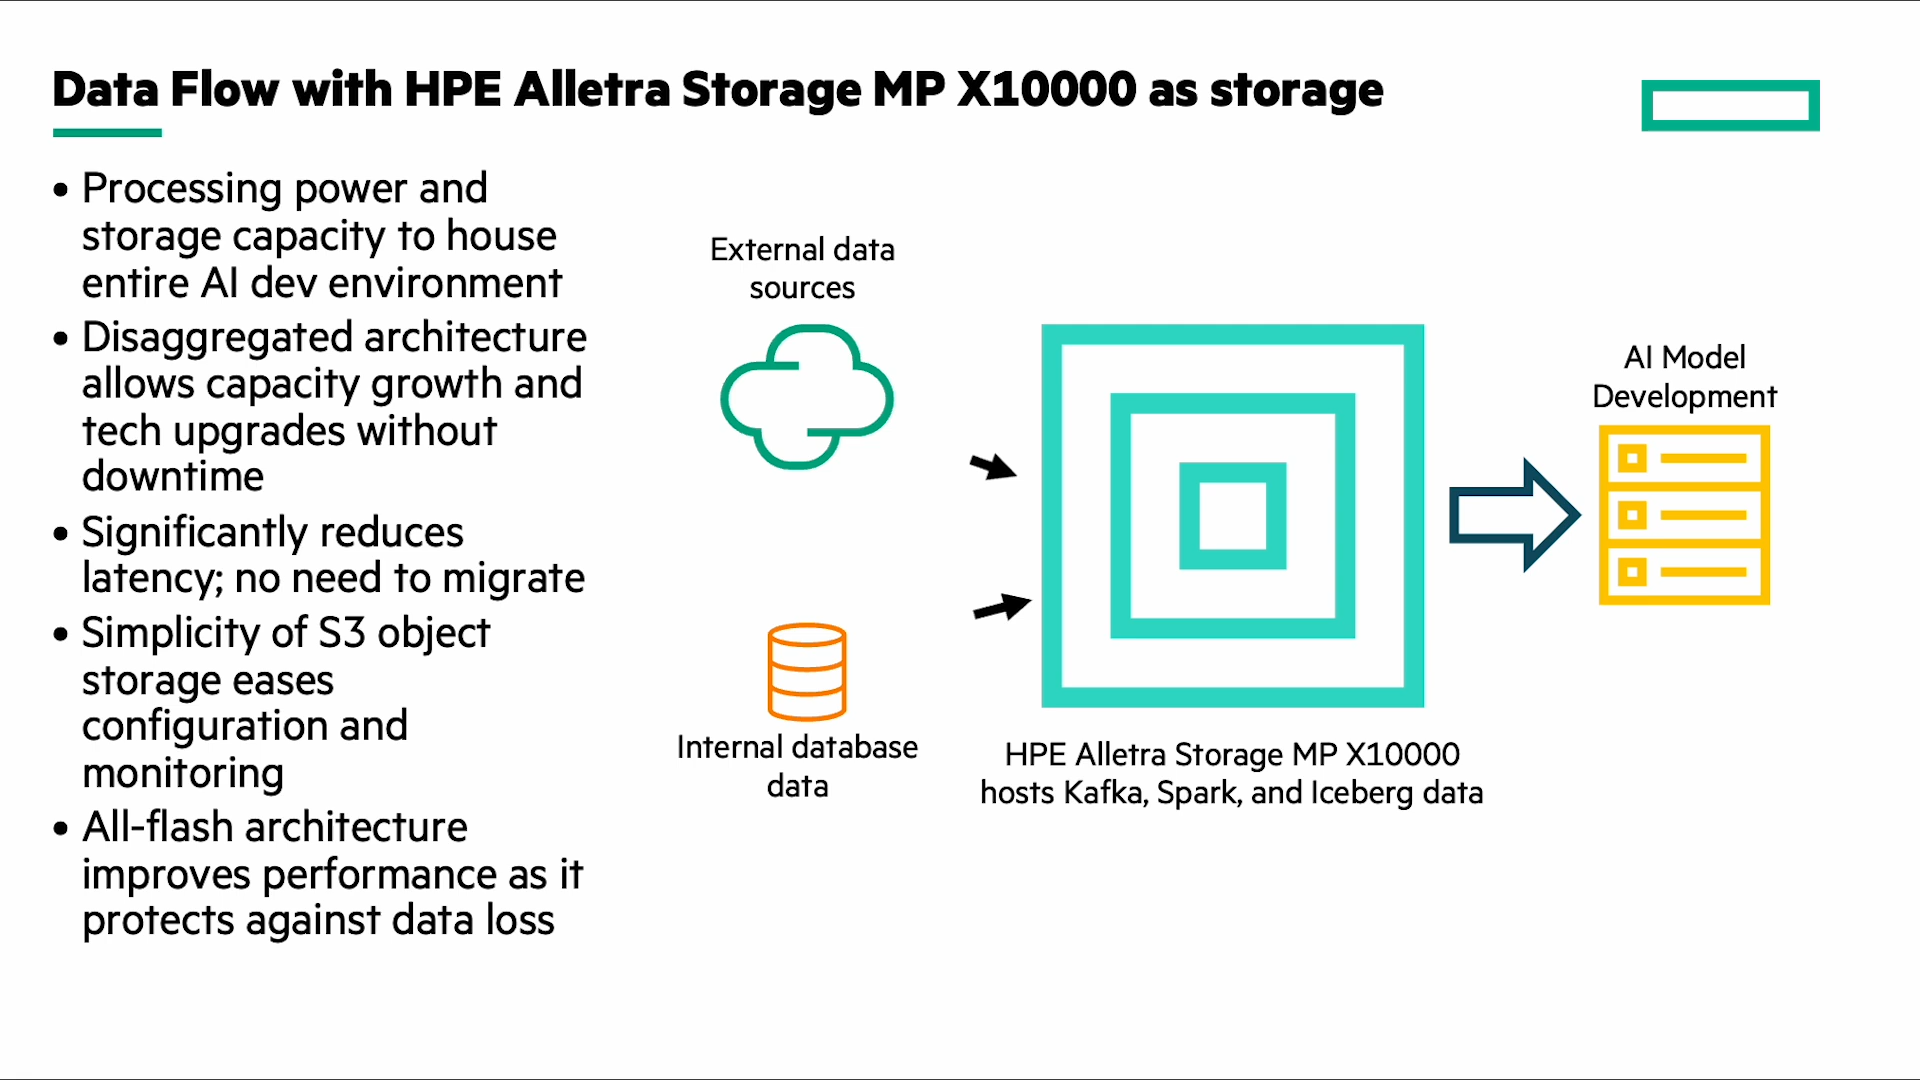 Data Flow with HPE Alletra Storage MP X10000 as storage
• Processing power and
storage capacity to house
entire AI dev environment
• Disaggregated architecture
allows capacity growth and
tech upgrades without
downtime
• Significantly reduces
latency; no need to migrate
• Simplicity of S3 object
storage eases
configuration and
monitoring
• All-flash architecture
improves performance as it
protects against data loss
External data
sources
Internal database
data
HPE Alletra Storage MP X10000
hosts Kafka, Spark, and Iceberg data
AI Model
Development